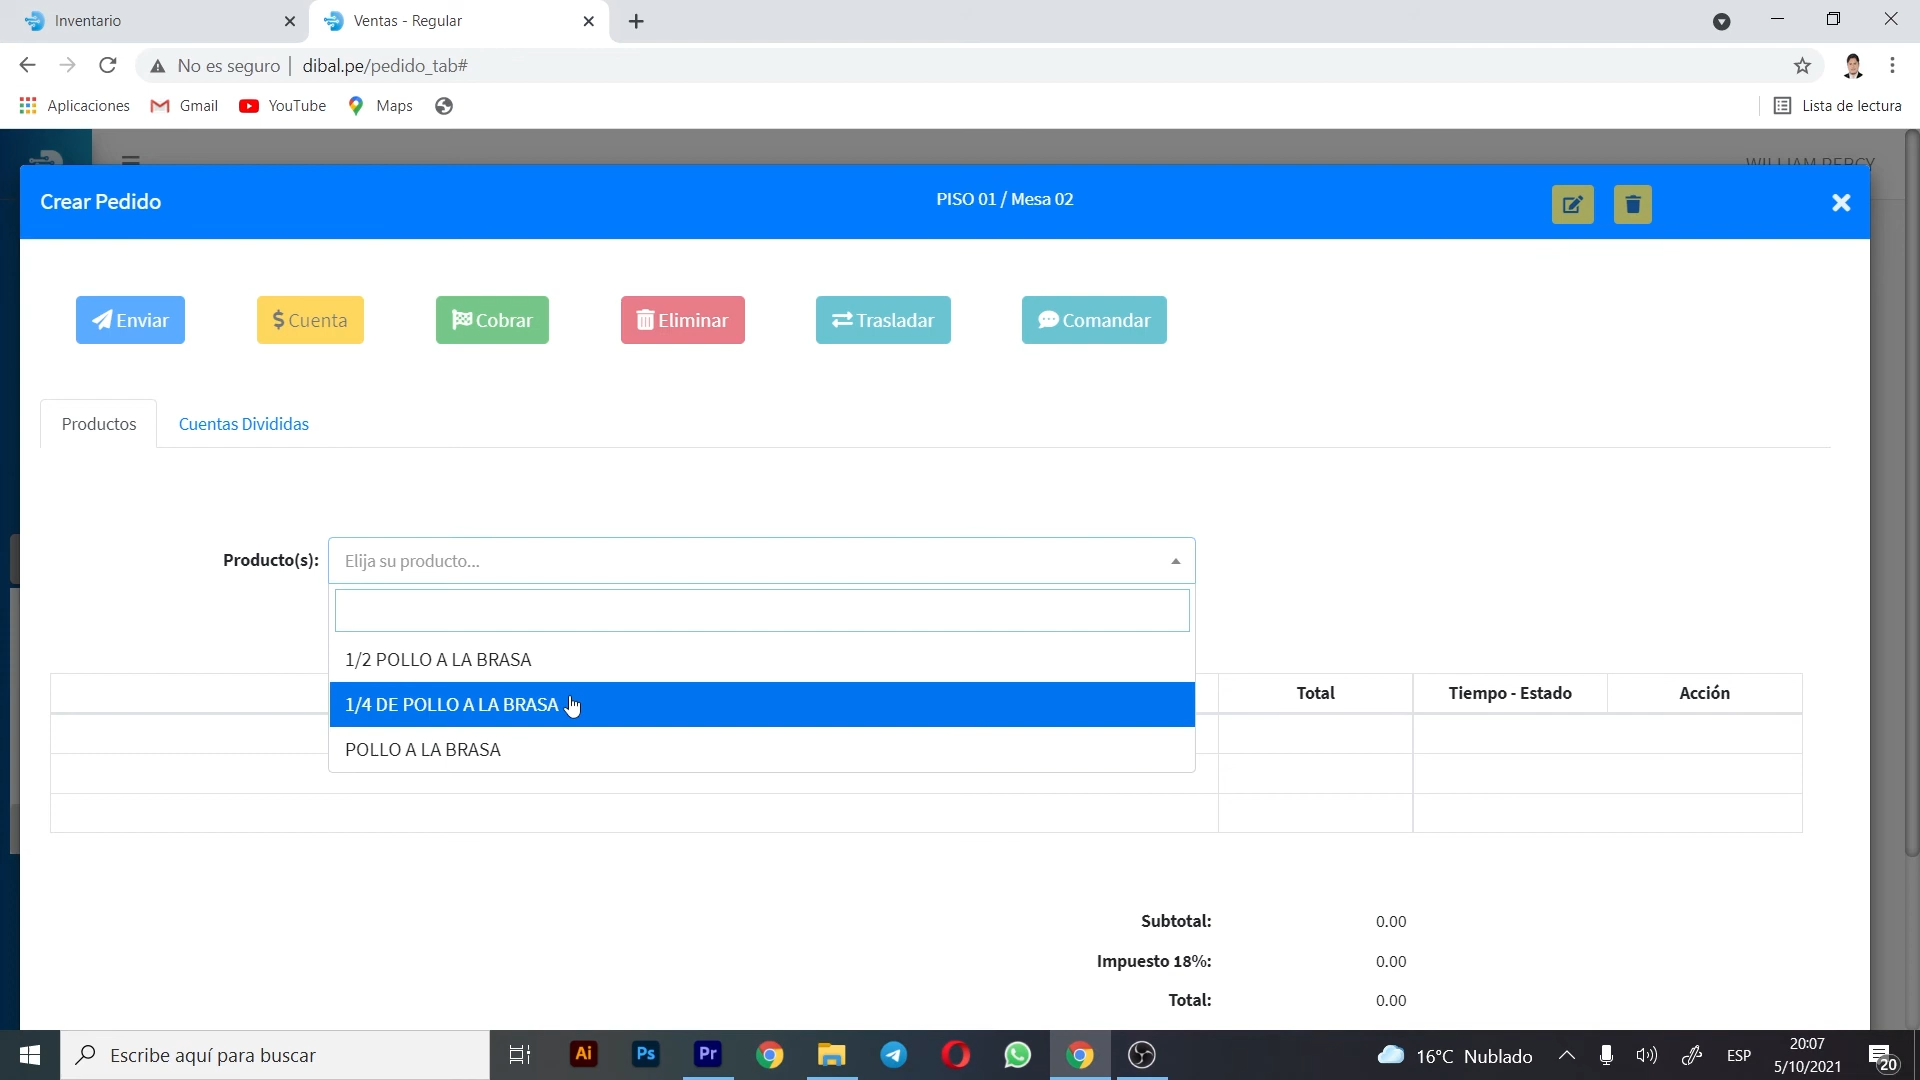 Inventario
Ventas - Regular
No es seguro
dibal.pe/pedido_tab#
Aplicaciones
Gmail
YouTube
Maps
Lista de lectura
WILLIAM PERCY
Crear Pedido
PISO 01 / Mesa 02
Enviar
$ Cuenta
Cobrar
Eliminar
Trasladar
Comandar
Productos
Cuentas Divididas
Producto(s):
Elija su producto...
1/2 POLLO A LA BRASA
1/4 DE POLLO A LA BRASA
POLLO A LA BRASA
Total
Tiempo - Estado
Acción
Subtotal:
0.00
Impuesto 18%:
0.00
Total:
0.00
Escribe aquí para buscar
Ai
Ps
Pr
16°C Nublado
ESP
20:07
5/10/2021
20